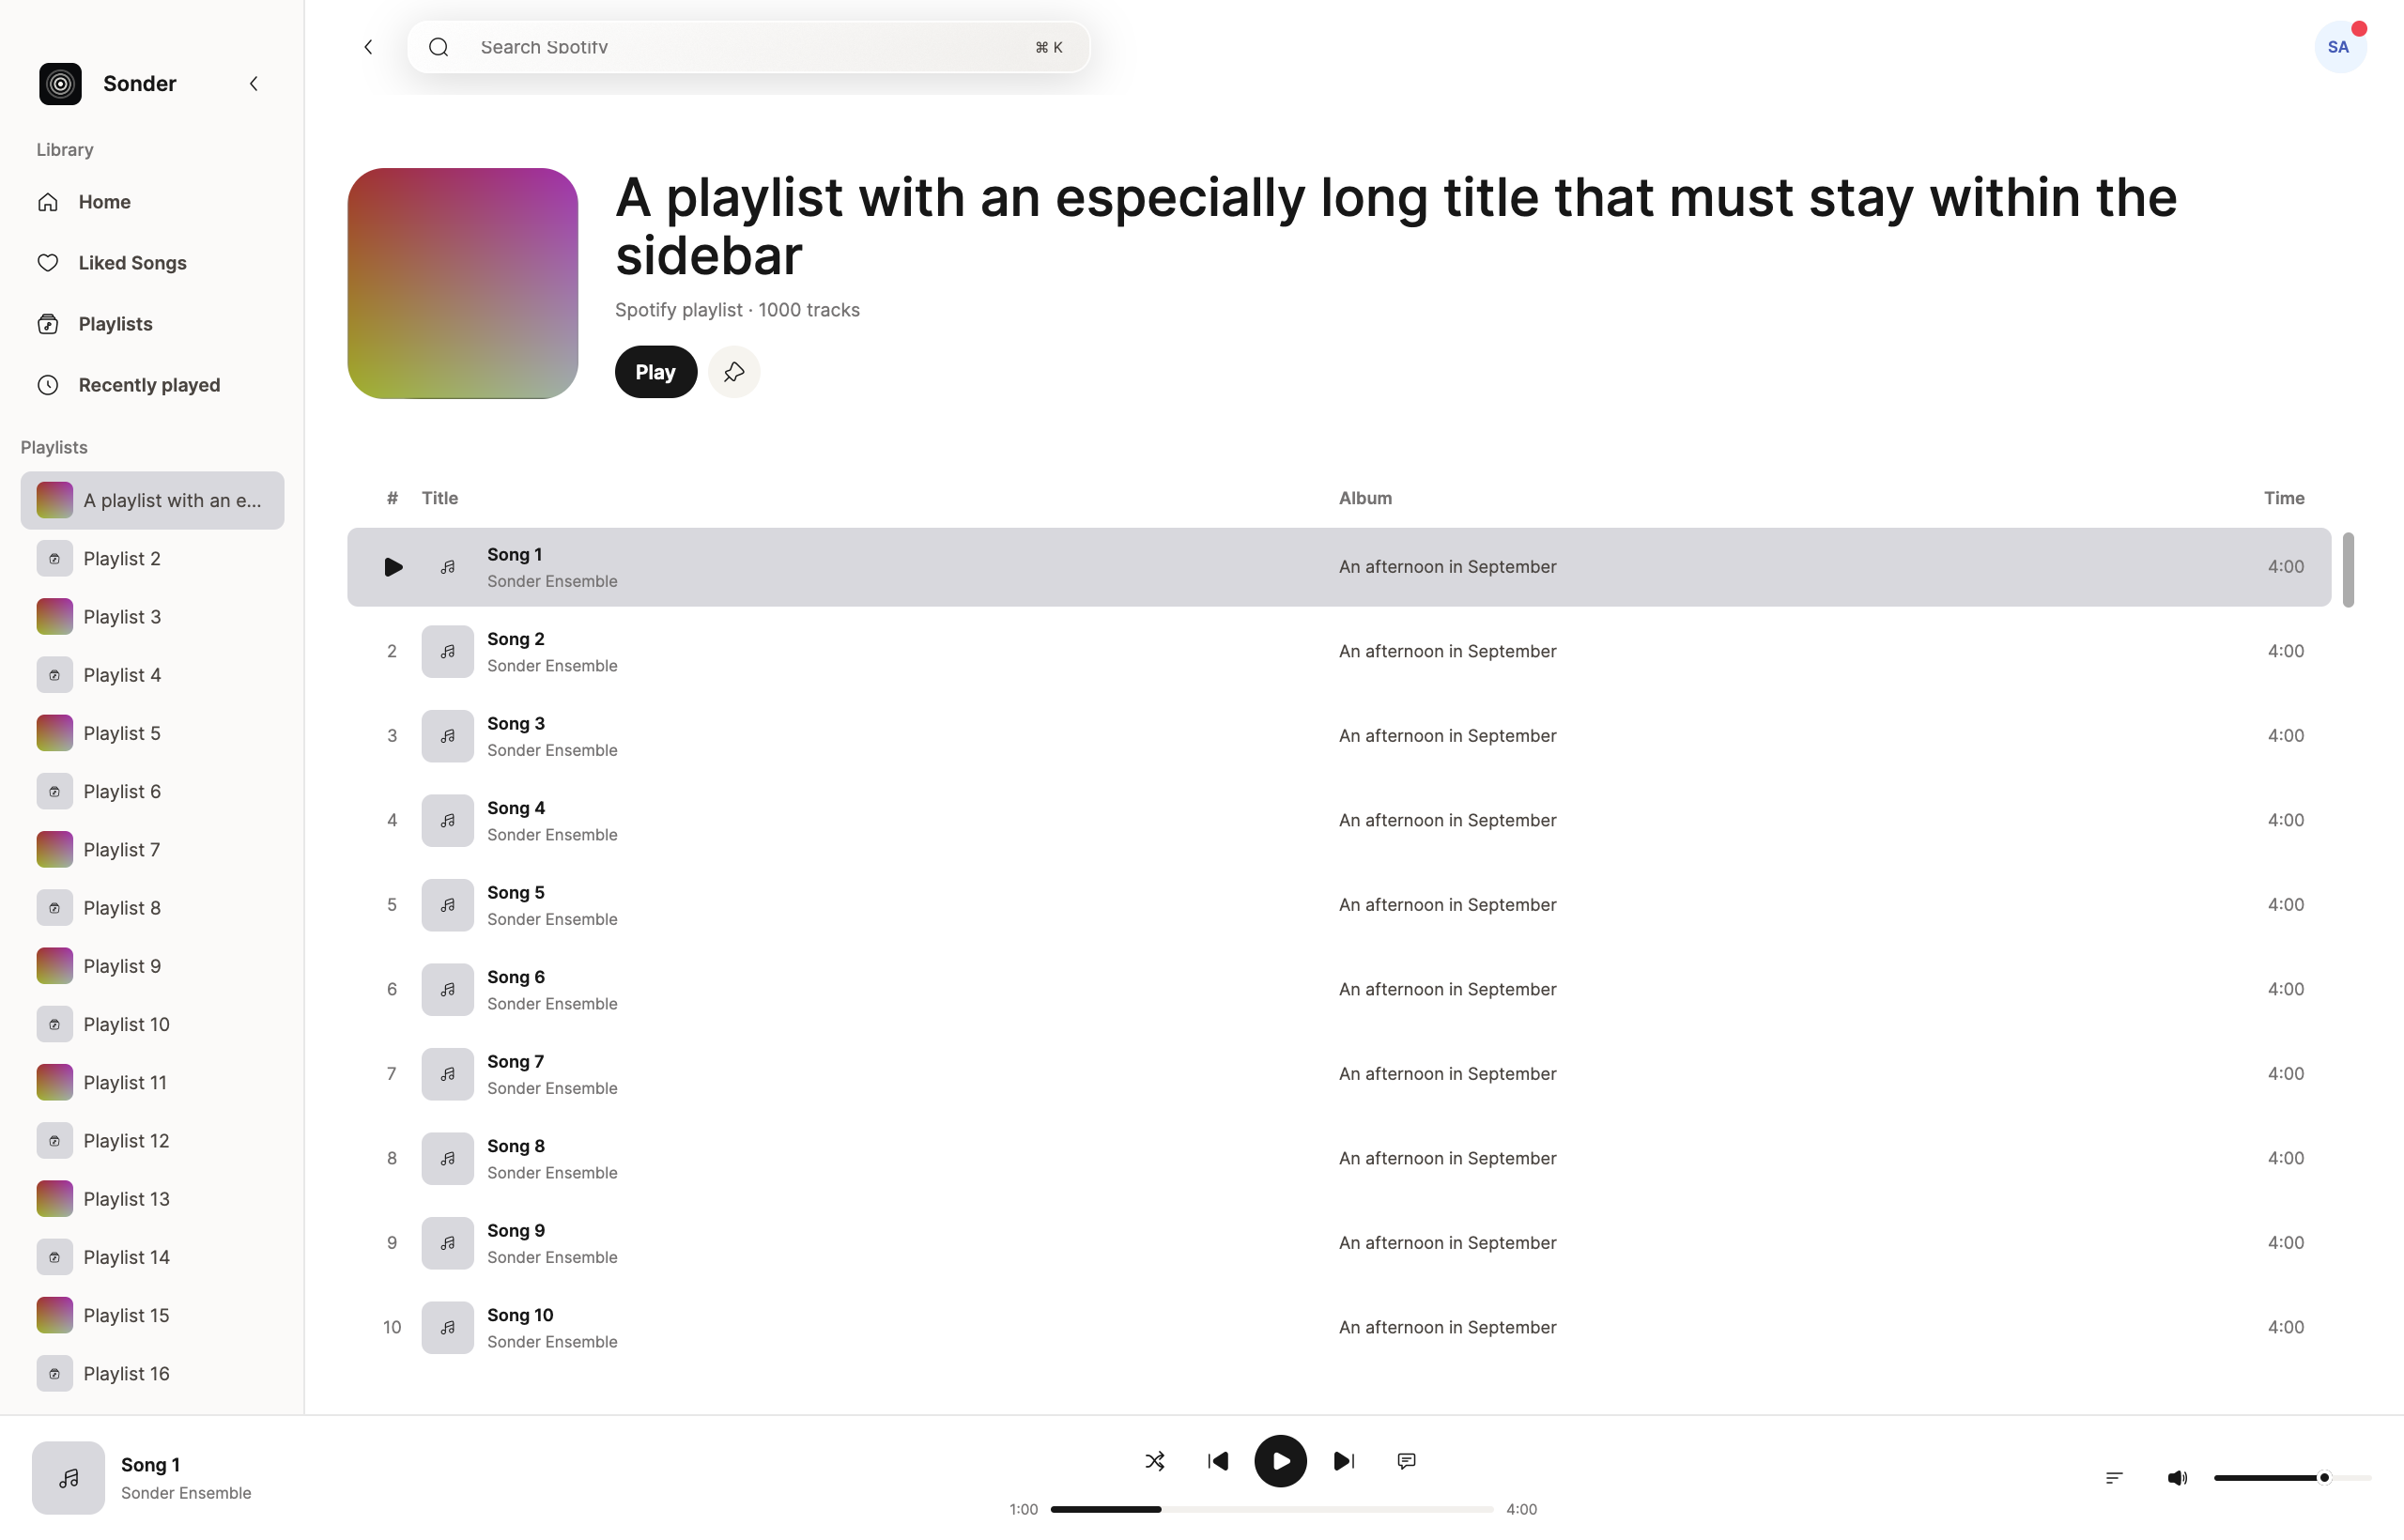 Sonder
Library
Home
Liked Songs
Playlists
Recently played
Playlists
A playlist with an e...
Playlist 2
Playlist 3
Playlist 4
Playlist 5
Playlist 6
Playlist 7
Playlist 8
Playlist 9
Playlist 10
Playlist 11
Playlist 12
Playlist 13
Playlist 14
Playlist 15
Playlist 16
Search Spotify
⌘ K
SA
A playlist with an especially long title that must stay within the
sidebar
Spotify playlist · 1000 tracks
Play
# Title Album Time
Song 1
Sonder Ensemble
An afternoon in September
4:00
2
Song 2
Sonder Ensemble
An afternoon in September
4:00
3
Song 3
Sonder Ensemble
An afternoon in September
4:00
4
Song 4
Sonder Ensemble
An afternoon in September
4:00
5
Song 5
Sonder Ensemble
An afternoon in September
4:00
6
Song 6
Sonder Ensemble
An afternoon in September
4:00
7
Song 7
Sonder Ensemble
An afternoon in September
4:00
8
Song 8
Sonder Ensemble
An afternoon in September
4:00
9
Song 9
Sonder Ensemble
An afternoon in September
4:00
10
Song 10
Sonder Ensemble
An afternoon in September
4:00
Song 1
Sonder Ensemble
1:00
4:00